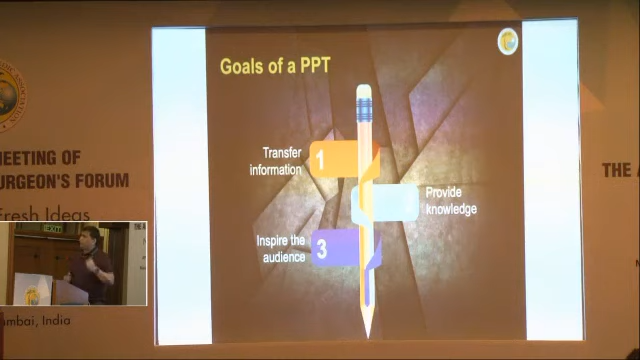 Goals of a PPT
Transfer
information
1
Provide
knowledge
Inspire the
audience
3
MEETING OF
URGEON'S FORUM
Fresh Ideas
mbai, India
THE A